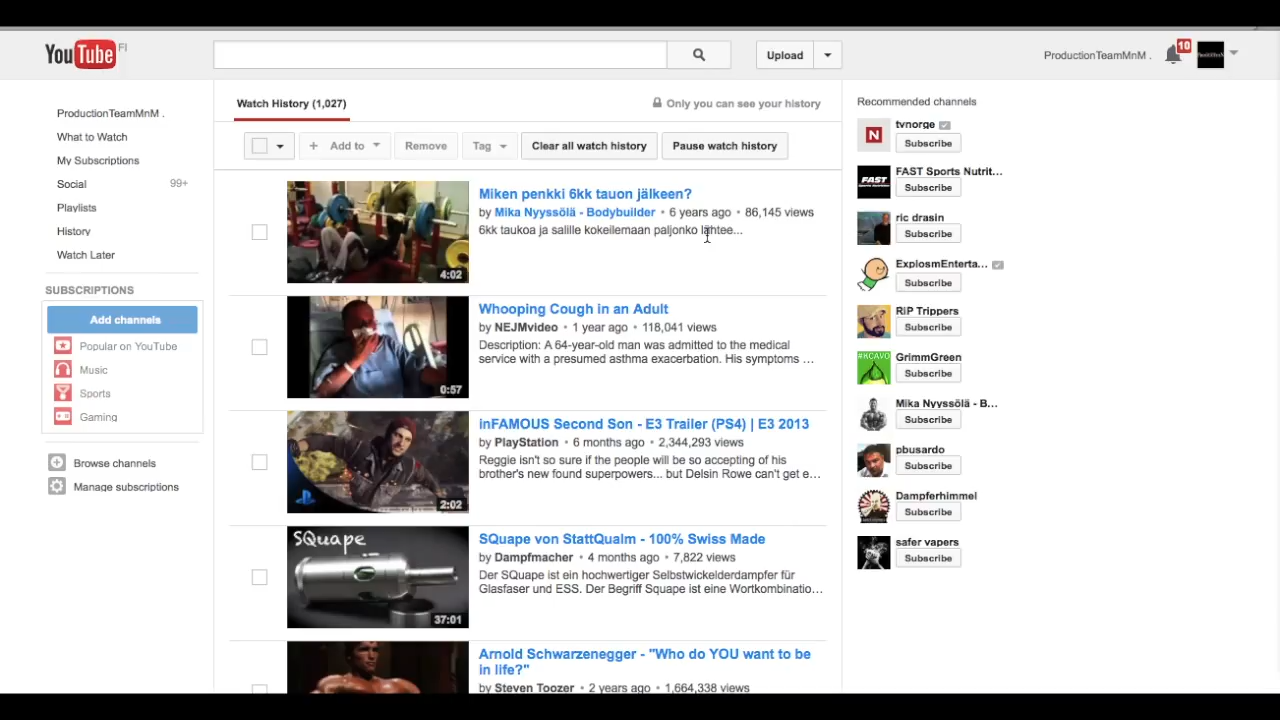 YouTube FI
Upload
ProductionTeamMnM .
10
ProductionTeamMnM .
What to Watch
My Subscriptions
Social 99+
Playlists
History
Watch Later
SUBSCRIPTIONS
Add channels
Popular on YouTube
Music
Sports
Gaming
Browse channels
Manage subscriptions
Watch History (1,027)
Only you can see your history
+ Add to
Remove
Tag
Clear all watch history
Pause watch history
4:02
Miken penkki 6kk tauon jälkeen?
by Mika Nyyssölä - Bodybuilder • 6 years ago • 86,145 views
6kk taukoa ja salille kokeilemaan paljonko lähtee...
0:57
Whooping Cough in an Adult
by NEJMvideo • 1 year ago • 118,041 views
Description: A 64-year-old man was admitted to the medical
service with a presumed asthma exacerbation. His symptoms ...
2:02
inFAMOUS Second Son - E3 Trailer (PS4) | E3 2013
by PlayStation • 6 months ago • 2,344,293 views
Reggie isn't so sure if the people will be so accepting of his
brother's new found superpowers... but Delsin Rowe can't get e...
SQuape
37:01
SQuape von StattQualm - 100% Swiss Made
by Dampfmacher • 4 months ago • 7,822 views
Der SQuape ist ein hochwertiger Selbstwickelderdampfer für
Glasfaser und ESS. Der Begriff Squape ist eine Wortkombinatio...
Arnold Schwarzenegger - "Who do YOU want to be
in life?"
by Steven Toozer • 2 years ago • 1,664,338 views
Recommended channels
N
tvnorge
Subscribe
FAST
FAST Sports Nutrit...
Subscribe
ric drasin
Subscribe
ExplosmEnterta...
Subscribe
RiP Trippers
Subscribe
#KCAVO
GrimmGreen
Subscribe
Mika Nyyssölä - B...
Subscribe
pbusardo
Subscribe
Dampferhimmel
Subscribe
safer vapers
Subscribe